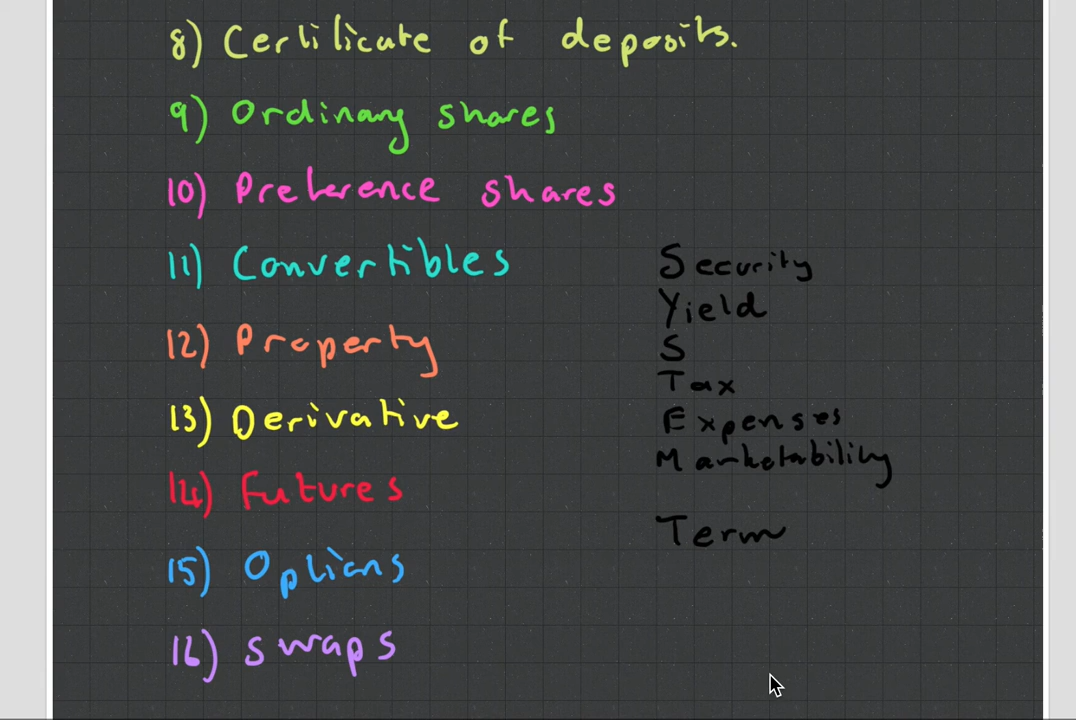 8) Certificate of deposits.
9) Ordinary shares
10) Preference shares
11) Convertibles
12) Property
13) Derivative
14) Futures
15) Options
16) swaps
Security
Yield
S
Tax
Expenses
Marketability
Term